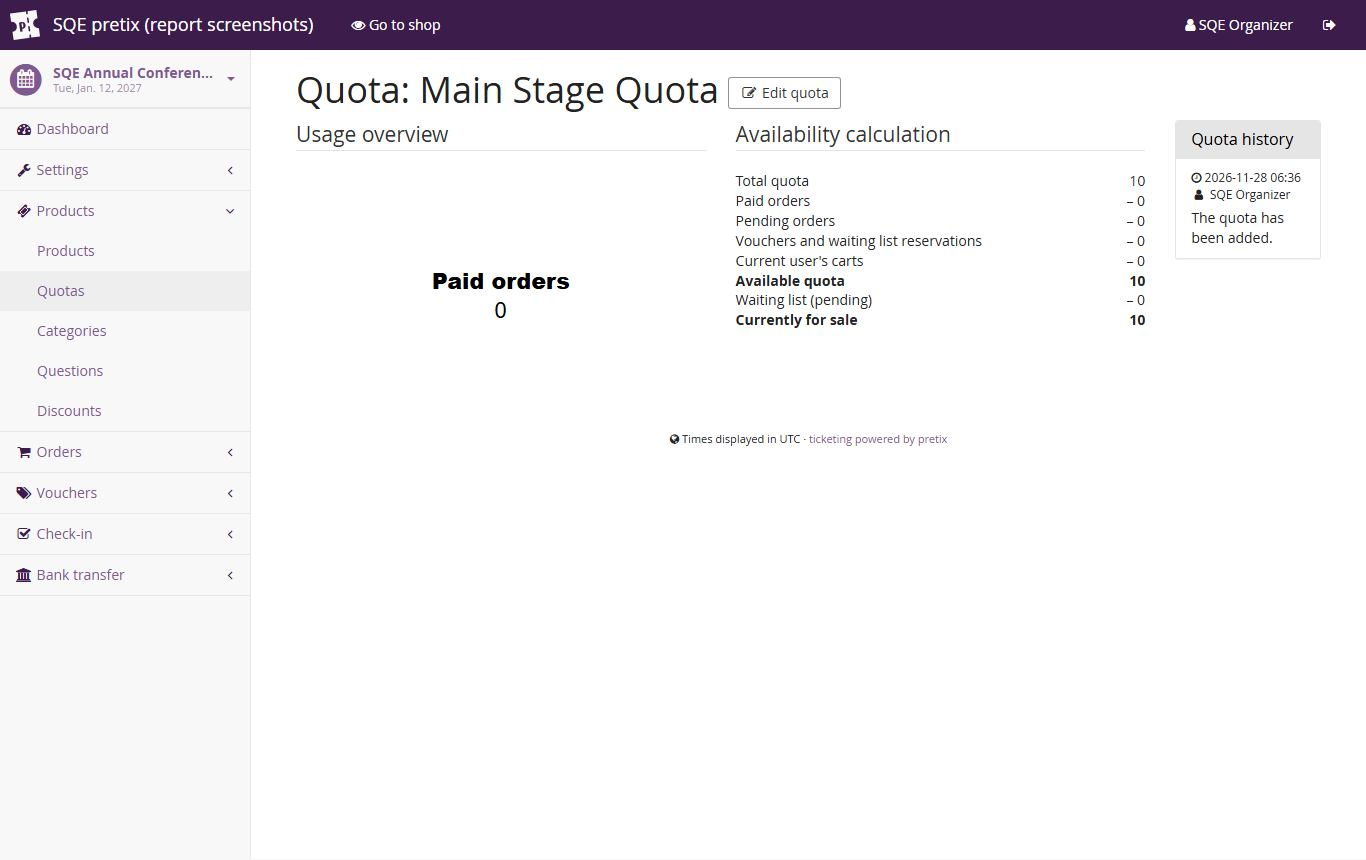 SQE pretix (report screenshots)
Go to shop
SQE Organizer
SQE Annual Conferen...
Tue, Jan. 12, 2027
Dashboard
Settings
Products
Products
Quotas
Categories
Questions
Discounts
Orders
Vouchers
Check-in
Bank transfer
Quota: Main Stage Quota
Edit quota
Usage overview
Paid orders
0
Availability calculation
Total quota 10
Paid orders – 0
Pending orders – 0
Vouchers and waiting list reservations – 0
Current user's carts – 0
Available quota 10
Waiting list (pending) – 0
Currently for sale 10
Quota history
2026-11-28 06:36
SQE Organizer
The quota has
been added.
Times displayed in UTC · ticketing powered by pretix